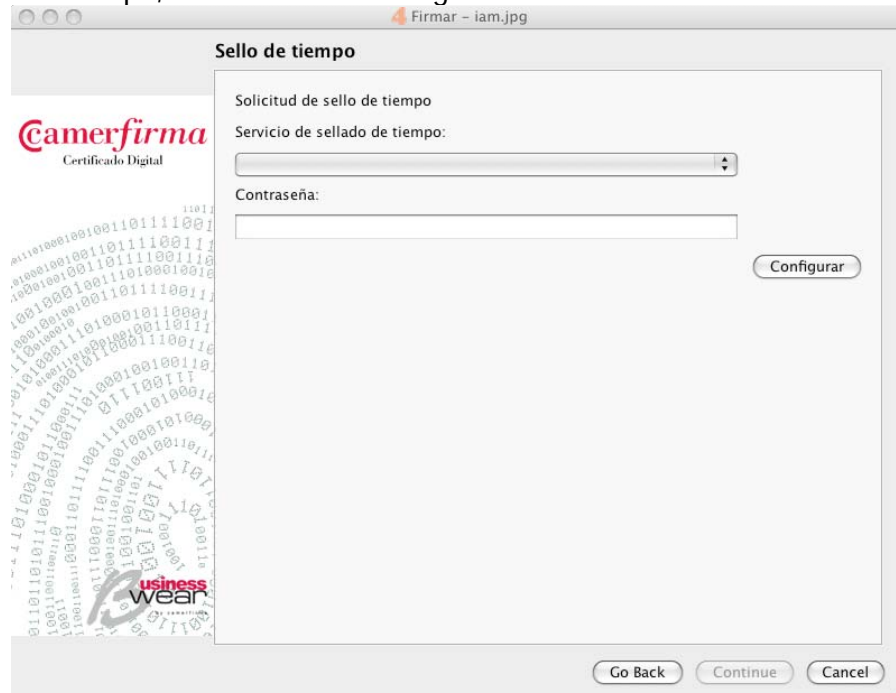 Firmar – iam.jpg
Sello de tiempo
Solicitud de sello de tiempo
Camerfirma
Certificado Digital
Servicio de sellado de tiempo:
Contraseña:
Configurar
Business
Wear
Go Back
Continue
Cancel